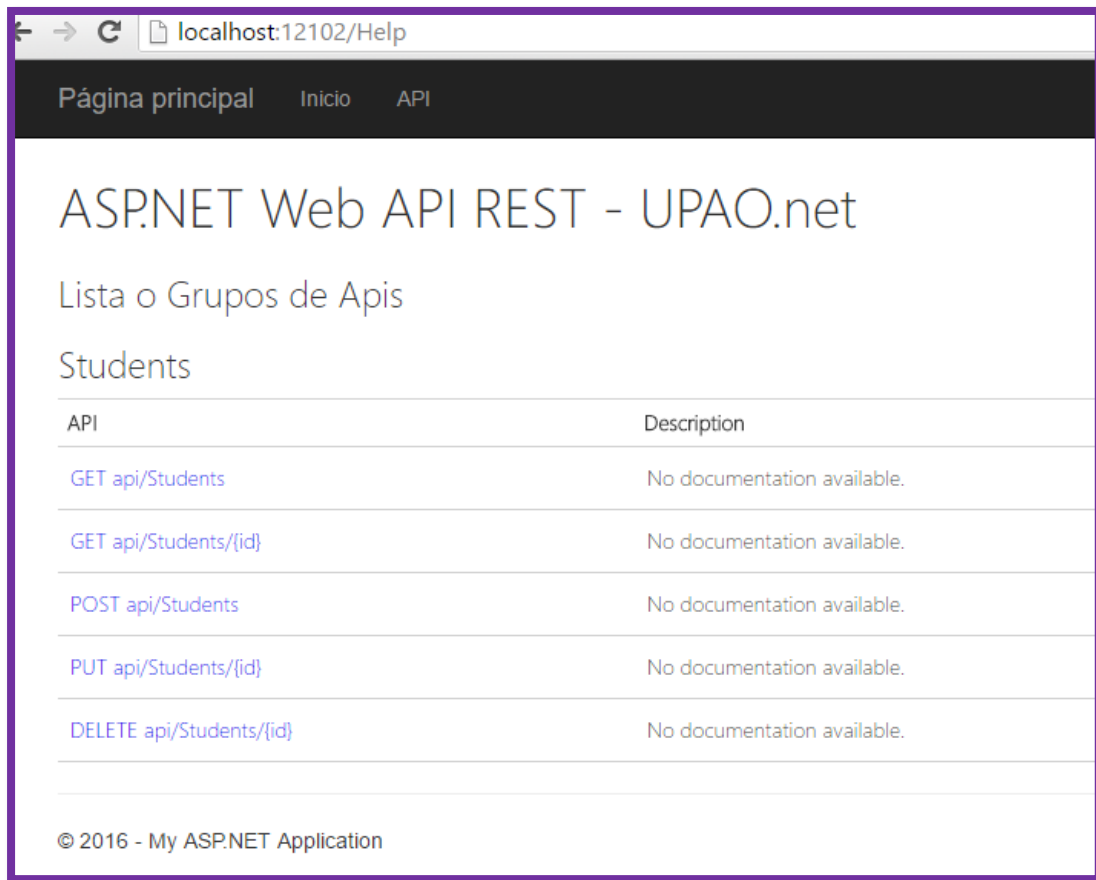 localhost:12102/Help
Página principal Inicio API
ASP.NET Web API REST - UPAO.net
Lista o Grupos de Apis
Students
API Description
GET api/Students No documentation available.
GET api/Students/{id} No documentation available.
POST api/Students No documentation available.
PUT api/Students/{id} No documentation available.
DELETE api/Students/{id} No documentation available.
© 2016 - My ASP.NET Application